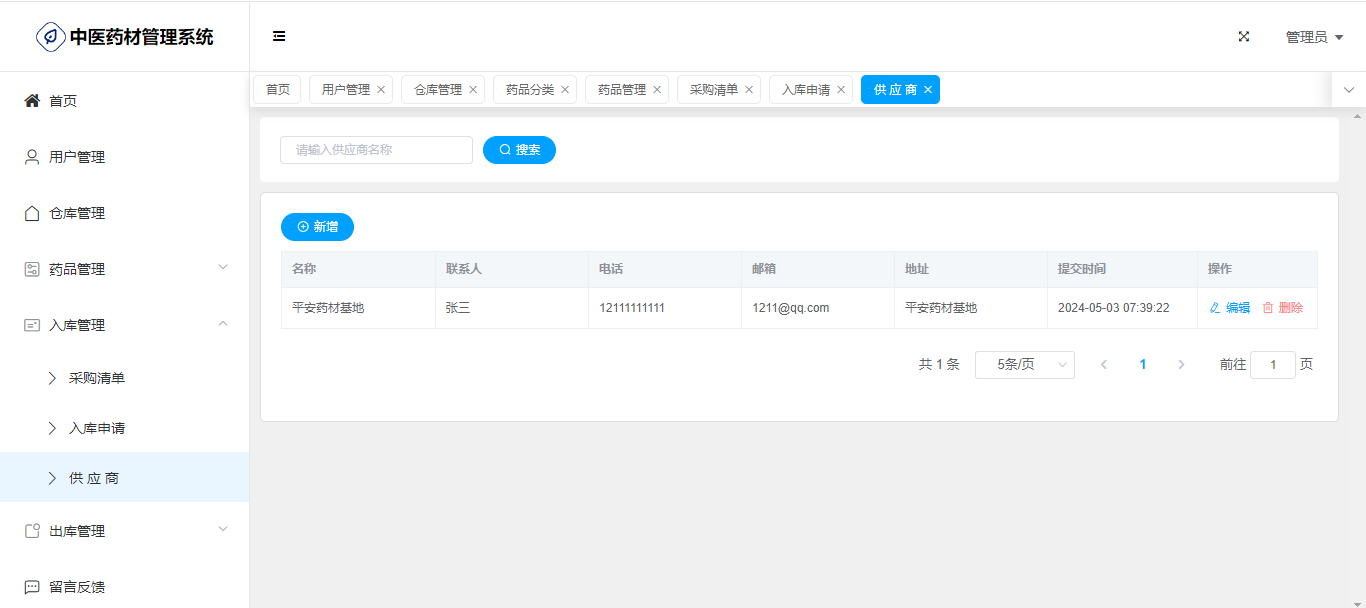 中医药材管理系统
管理员
首页
用户管理
仓库管理
药品管理
入库管理
采购清单
入库申请
供 应 商
出库管理
留言反馈
首页 用户管理 仓库管理 药品分类 药品管理 采购清单 入库申请 供 应 商
请输入供应商名称 搜索
新增
名称 联系人 电话 邮箱 地址 提交时间 操作
平安药材基地 张三 12111111111 1211@qq.com 平安药材基地 2024-05-03 07:39:22 编辑 删除
共 1 条 5条/页 1 前往 1 页